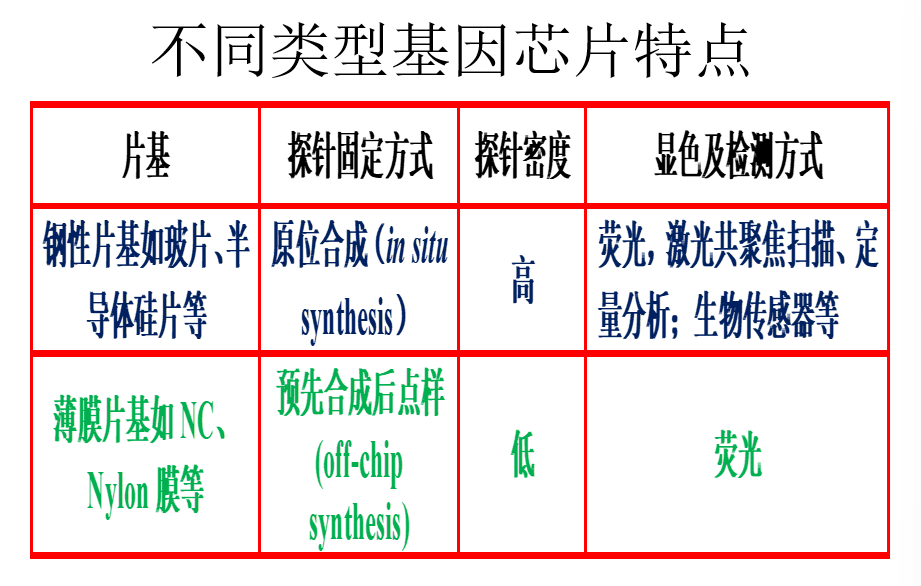 不同类型基因芯片特点
片基
探针固定方式
探针密度
显色及检测方式
钢性片基如玻片、半
导体硅片等
原位合成（in situ
synthesis）
高
荧光，激光共聚焦扫描、定
量分析；生物传感器等
薄膜片基如 NC、
Nylon 膜等
预先合成后点样
(off-chip
synthesis)
低
荧光